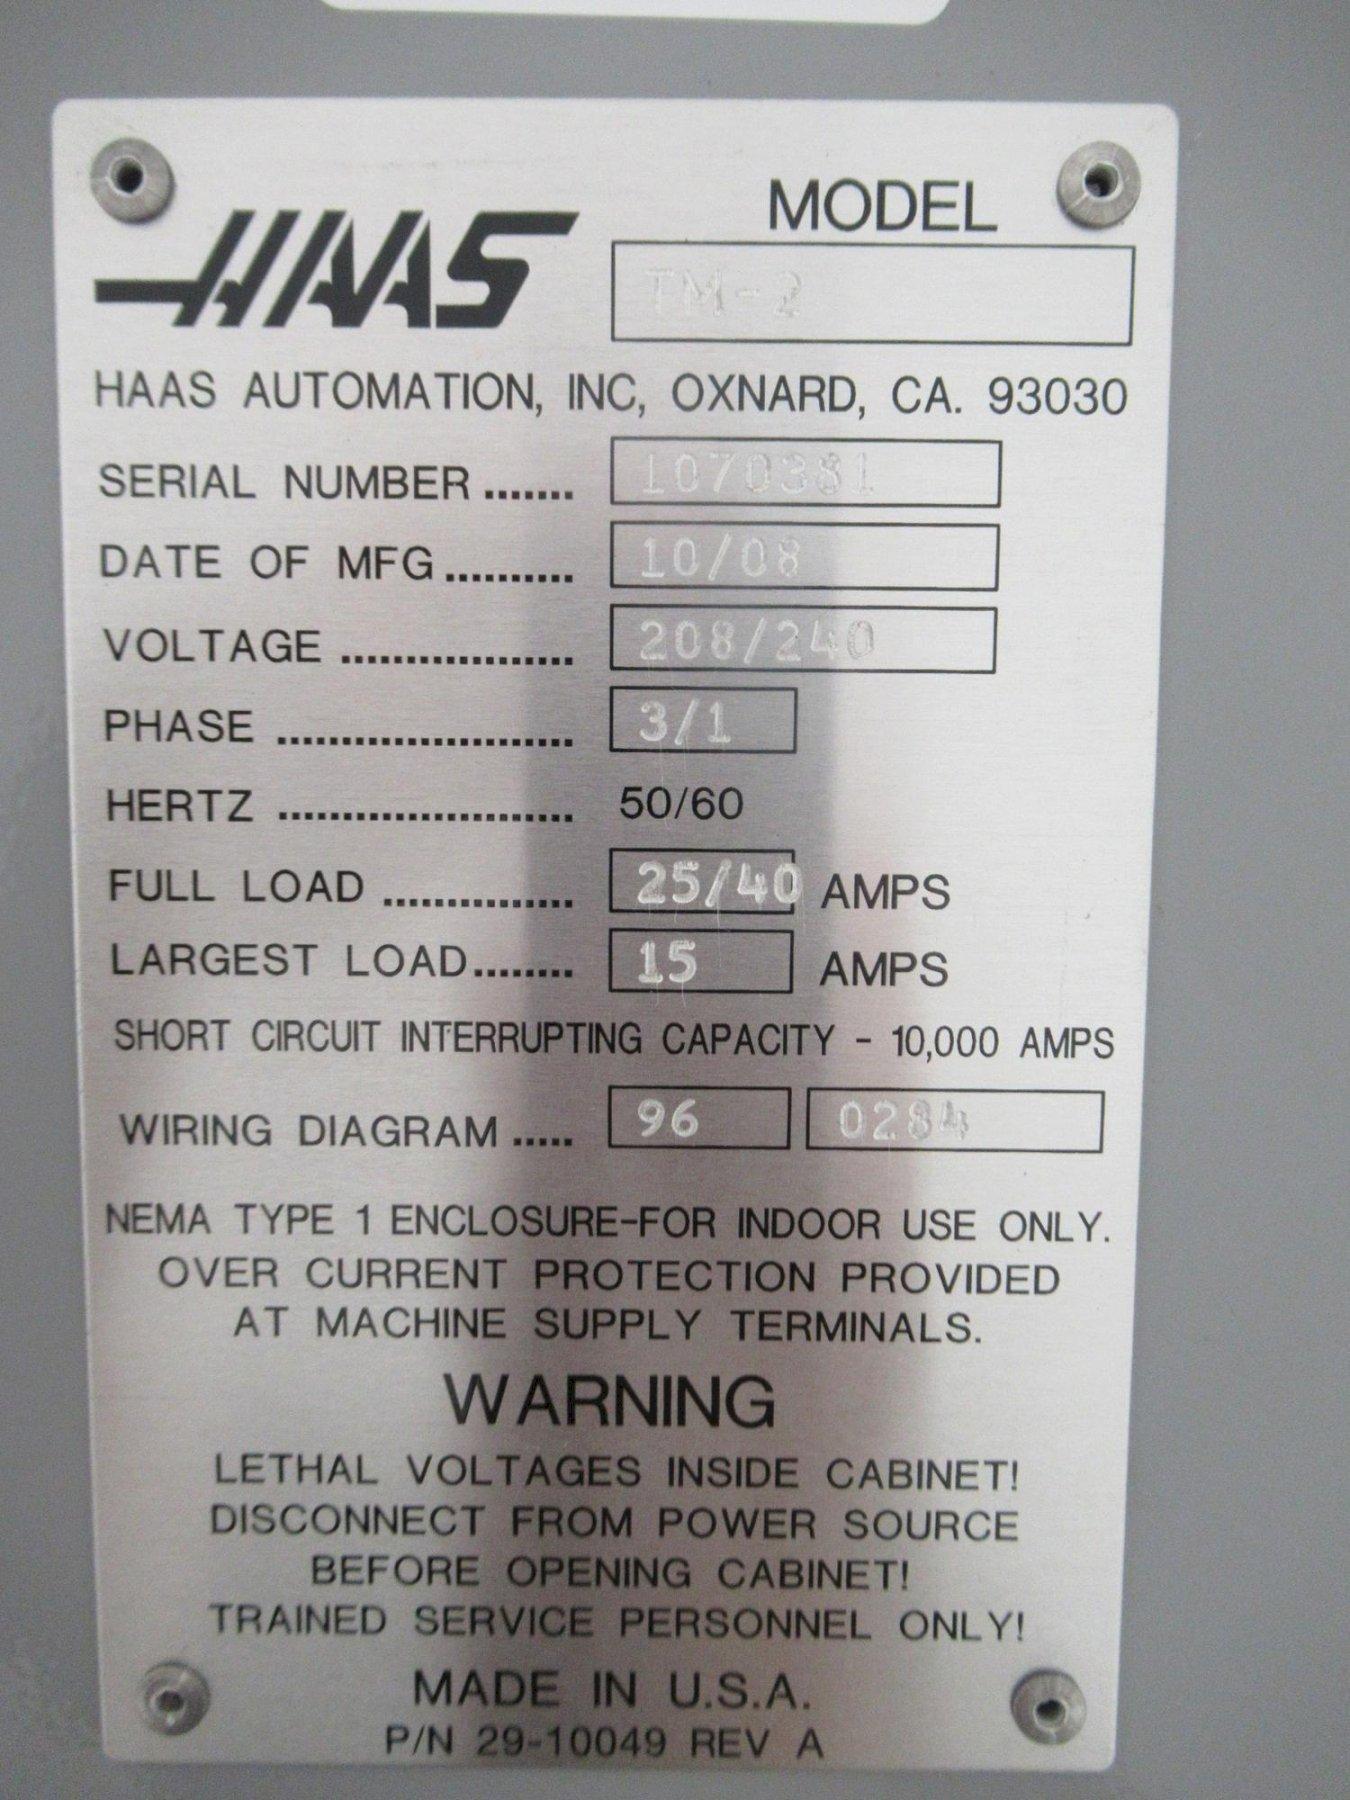 MODEL
HAAS TM-2
HAAS AUTOMATION, INC, OXNARD, CA. 93030
SERIAL NUMBER ....... 1070381
DATE OF MFG .......... 10/08
VOLTAGE .................. 208/240
PHASE ....................... 3/1
HERTZ ....................... 50/60
FULL LOAD ............... 25/40 AMPS
LARGEST LOAD ........ 15 AMPS
SHORT CIRCUIT INTERRUPTING CAPACITY - 10,000 AMPS
WIRING DIAGRAM ..... 96 0284
NEMA TYPE 1 ENCLOSURE-FOR INDOOR USE ONLY.
OVER CURRENT PROTECTION PROVIDED
AT MACHINE SUPPLY TERMINALS.
WARNING
LETHAL VOLTAGES INSIDE CABINET!
DISCONNECT FROM POWER SOURCE
BEFORE OPENING CABINET!
TRAINED SERVICE PERSONNEL ONLY!
MADE IN U.S.A.
P/N 29-10049 REV A